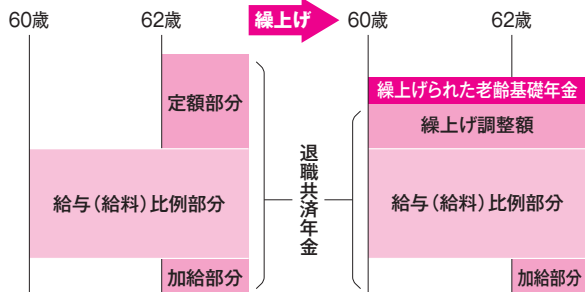 60歳
62歳
繰上げ
60歳
62歳
定額部分
給与(給料)比例部分
加給部分
退職共済年金
繰上げられた老齢基礎年金
繰上げ調整額
給与(給料)比例部分
加給部分